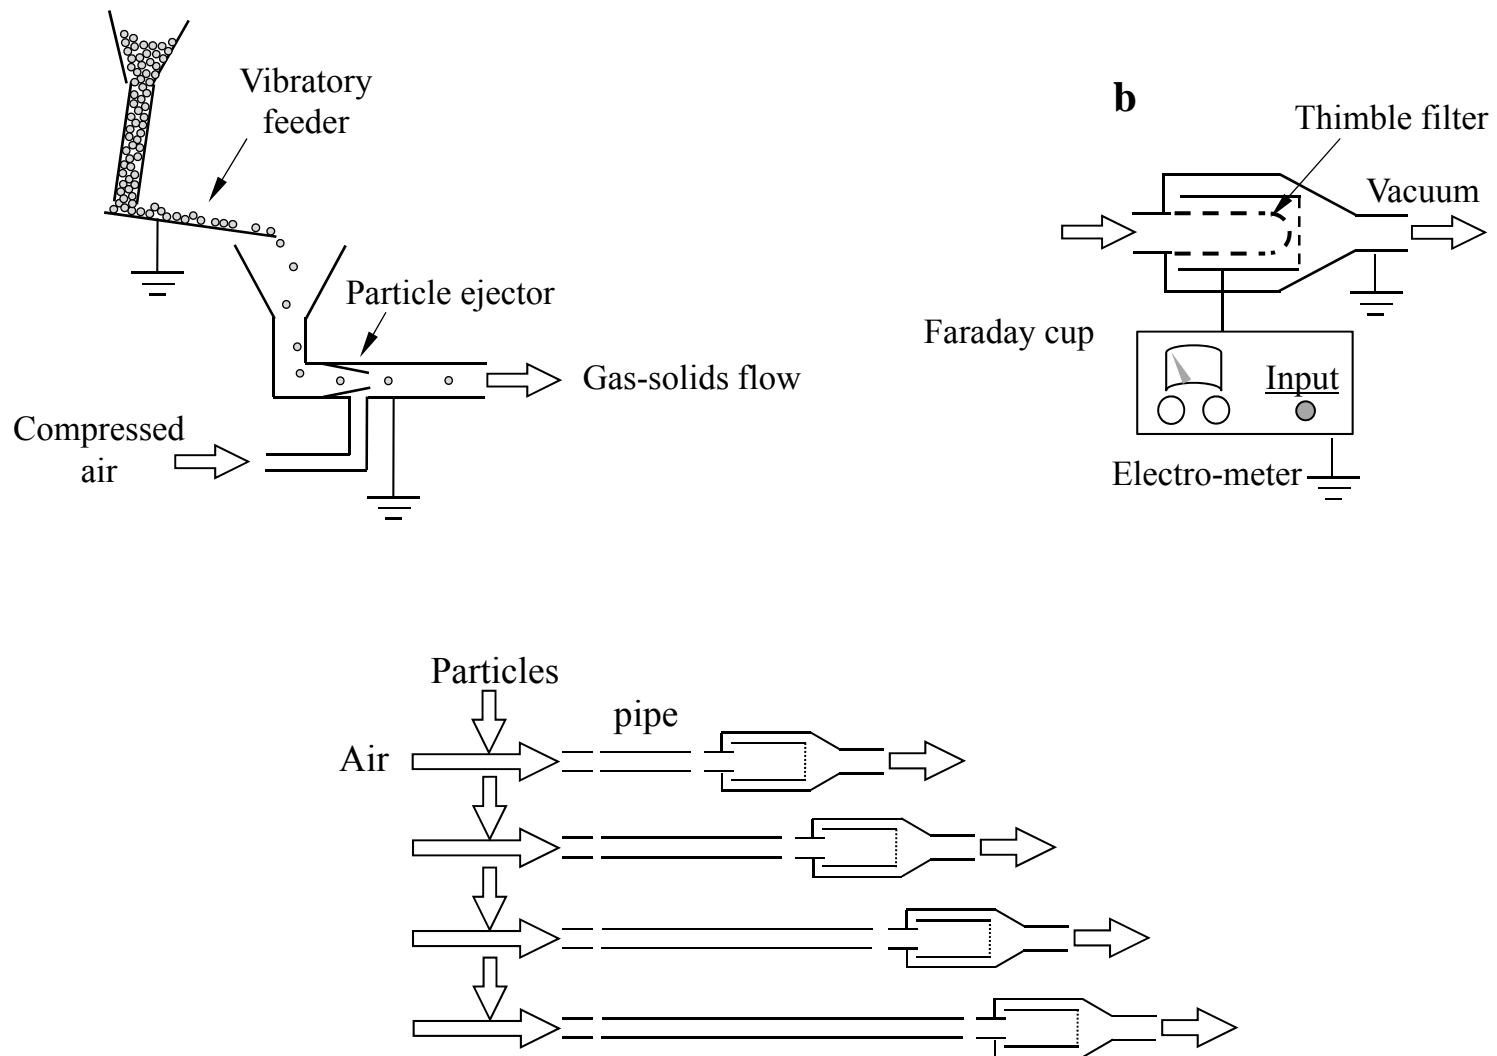 Vibratory
feeder
Particle ejector
Gas-solids flow
Compressed
air
b
Thimble filter
Vacuum
Faraday cup
Input
Electro-meter
Particles
pipe
Air